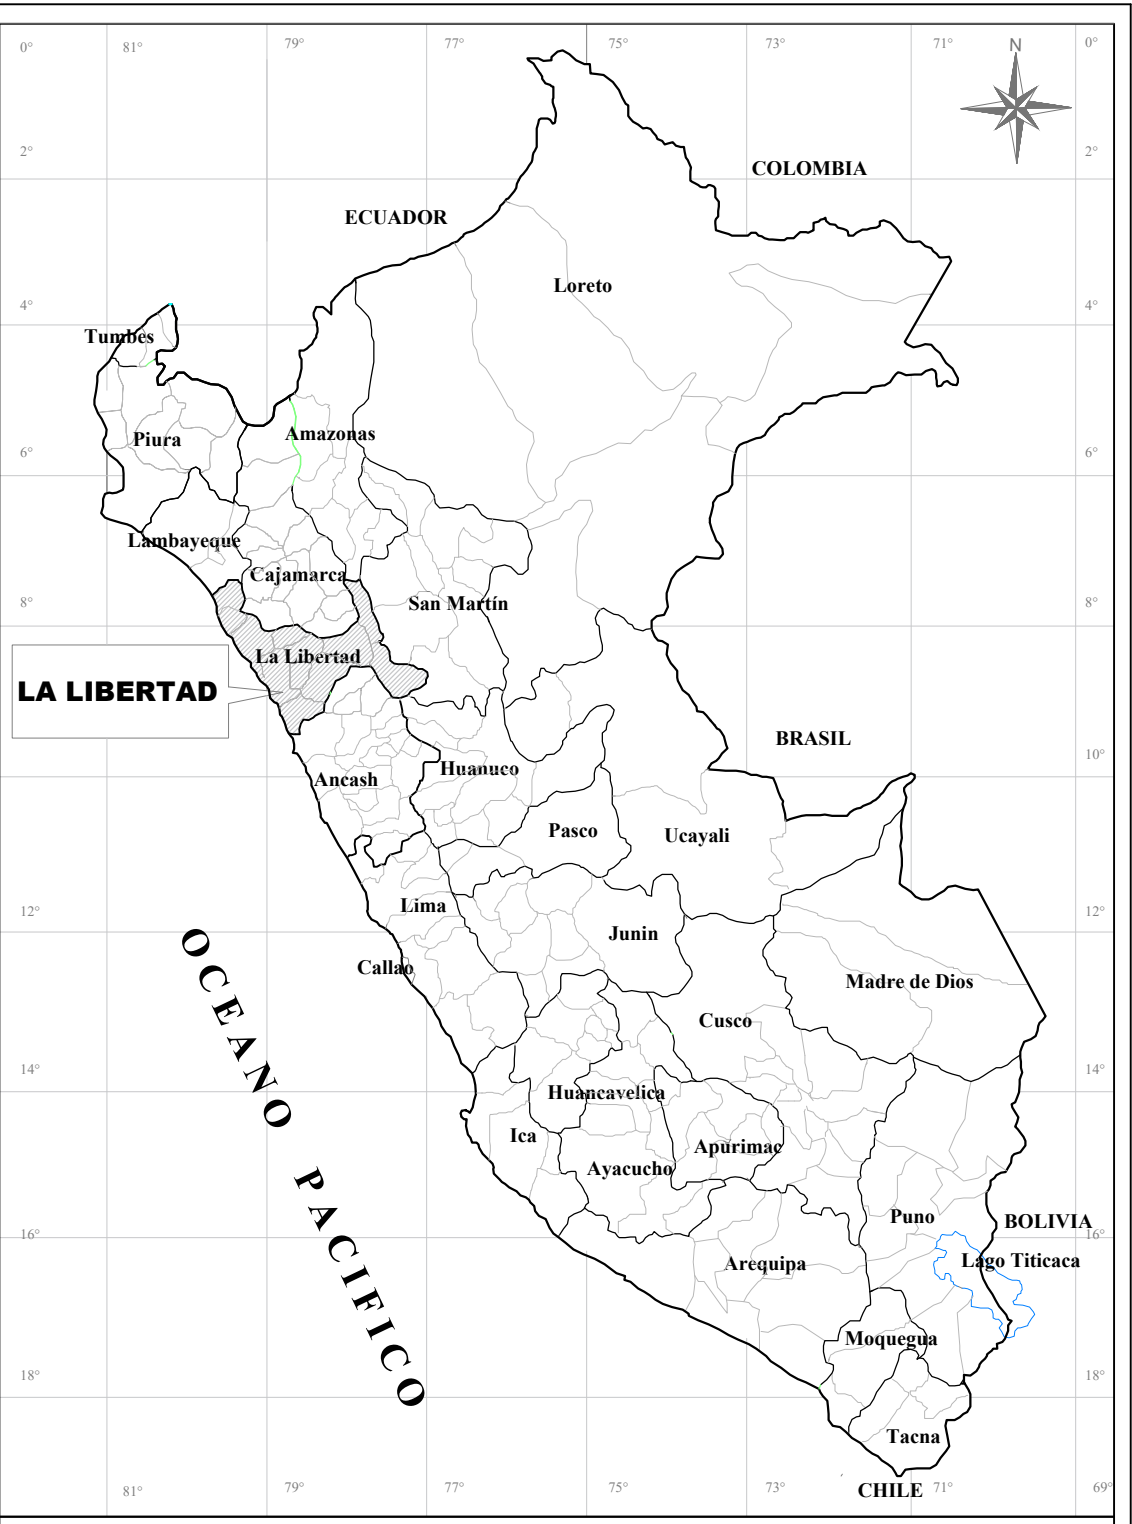 0° 81° 79° 77° 75° 73° 71° 0°
N
2° 2°
COLOMBIA
ECUADOR
Loreto
4° 4°
Tumbes
Amazonas
Piura
6° 6°
Lambayeque
Cajamarca
San Martín
8° 8°
La Libertad
LA LIBERTAD
BRASIL
10°
Huanuco
Ancash
Pasco
Ucayali
Lima
12° 12°
Junin
OCEANO PACIFICO
Callao
Madre de Dios
Cusco
14° 14°
Huancavelica
Ica
Apurimac
Ayacucho
Puno
BOLIVIA
16° 16°
Lago Titicaca
Arequipa
Moquegua
18° 18°
Tacna
CHILE
81° 79° 77° 75° 73° 71° 69°